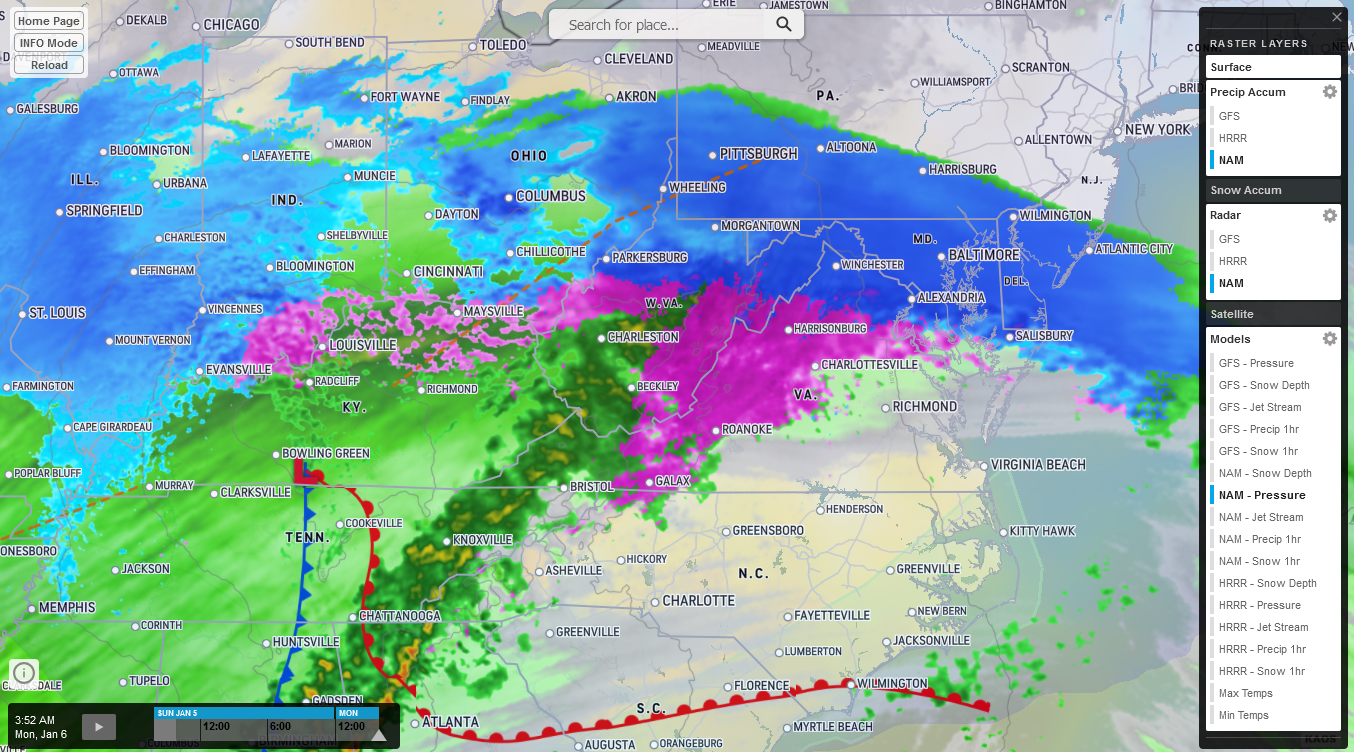 Home Page
INFO Mode
Reload
Search for place...
DEKALB
CHICAGO
SOUTH BEND
TOLEDO
ERIE
JAMESTOWN
BINGHAMTON
MEADVILLE
CLEVELAND
OTTAWA
WILLIAMSPORT
SCRANTON
GALESBURG
FORT WAYNE
FINDLAY
AKRON
PA.
NEW YORK
ALLENTOWN
BLOOMINGTON
LAFAYETTE
MARION
OHIO
PITTSBURGH
ALTOONA
HARRISBURG
ILL.
URBANA
MUNCIE
WHEELING
N.J.
SPRINGFIELD
IND.
COLUMBUS
DAYTON
WILMINGTON
MORGANTOWN
CHARLESTON
SHELBYVILLE
MD.
ATLANTIC CITY
CHILLICOTHE
PARKERSBURG
BALTIMORE
EFFINGHAM
BLOOMINGTON
CINCINNATI
WINCHESTER
DEL.
ST. LOUIS
VINCENNES
MAYSVILLE
W.VA.
ALEXANDRIA
MOUNT VERNON
LOUISVILLE
CHARLESTON
HARRISONBURG
SALISBURY
EVANSVILLE
CHARLOTTESVILLE
FARMINGTON
RADCLIFF
RICHMOND
BECKLEY
VA.
KY.
RICHMOND
CAPE GIRARDEAU
ROANOKE
BOWLING GREEN
VIRGINIA BEACH
POPLAR BLUFF
MURRAY
CLARKSVILLE
BRISTOL
GALAX
HENDERSON
COOKEVILLE
TENN.
KNOXVILLE
GREENSBORO
KITTY HAWK
ONESBORO
JACKSON
ASHEVILLE
HICKORY
N.C.
GREENVILLE
MEMPHIS
CHATTANOOGA
CHARLOTTE
FAYETTEVILLE
NEW BERN
CORINTH
HUNTSVILLE
GREENVILLE
JACKSONVILLE
LUMBERTON
TUPELO
FLORENCE
WILMINGTON
GADSDEN
S.C.
ATLANTA
MYRTLE BEACH
COLUMBUS
BIRMINGHAM
AUGUSTA
ORANGEBURG
3:52 AM
Mon, Jan 6
SUN JAN 5
MON
12:00
6:00
12:00
RASTER LAYERS
Surface
Precip Accum
GFS
HRRR
NAM
Snow Accum
Radar
GFS
HRRR
NAM
Satellite
Models
GFS - Pressure
GFS - Snow Depth
GFS - Jet Stream
GFS - Precip 1hr
GFS - Snow 1hr
NAM - Snow Depth
NAM - Pressure
NAM - Jet Stream
NAM - Precip 1hr
NAM - Snow 1hr
HRRR - Snow Depth
HRRR - Pressure
HRRR - Jet Stream
HRRR - Precip 1hr
HRRR - Snow 1hr
Max Temps
Min Temps